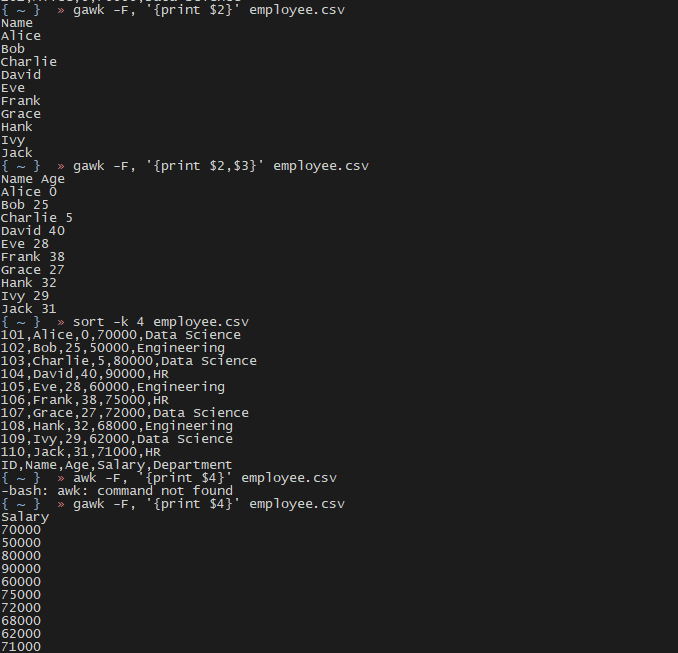 { ~ }  » gawk -F, '{print $2}' employee.csv
Name
Alice
Bob
Charlie
David
Eve
Frank
Grace
Hank
Ivy
Jack
{ ~ }  » gawk -F, '{print $2,$3}' employee.csv
Name Age
Alice 0
Bob 25
Charlie 5
David 40
Eve 28
Frank 38
Grace 27
Hank 32
Ivy 29
Jack 31
{ ~ }  » sort -k 4 employee.csv
101,Alice,0,70000,Data Science
102,Bob,25,50000,Engineering
103,Charlie,5,80000,Data Science
104,David,40,90000,HR
105,Eve,28,60000,Engineering
106,Frank,38,75000,HR
107,Grace,27,72000,Data Science
108,Hank,32,68000,Engineering
109,Ivy,29,62000,Data Science
110,Jack,31,71000,HR
ID,Name,Age,Salary,Department
{ ~ }  » awk -F, '{print $4}' employee.csv
-bash: awk: command not found
{ ~ }  » gawk -F, '{print $4}' employee.csv
Salary
70000
50000
80000
90000
60000
75000
72000
68000
62000
71000